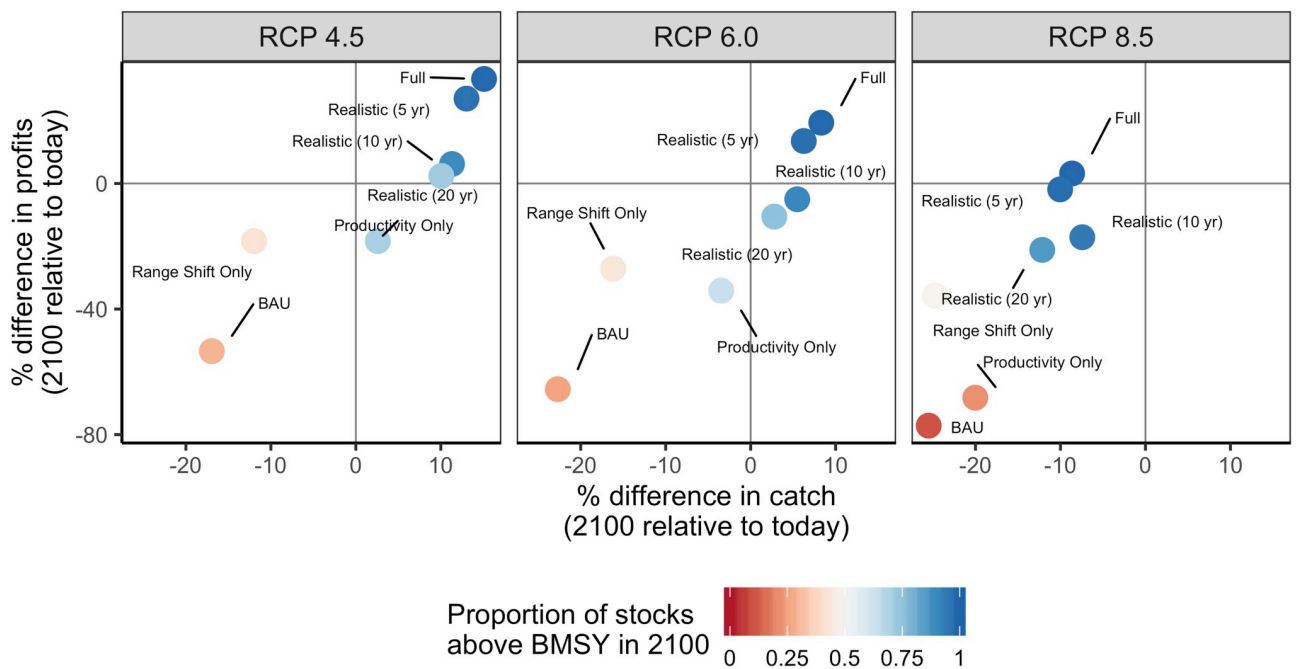 RCP 4.5
RCP 6.0
RCP 8.5
% difference in profits
(2100 relative to today)
0
-40
-80
Full
Realistic (5 yr)
Realistic (10 yr)
Realistic (20 yr)
Productivity Only
Range Shift Only
BAU
Full
Realistic (5 yr)
Realistic (10 yr)
Range Shift Only
Realistic (20 yr)
BAU
Productivity Only
Full
Realistic (5 yr)
Realistic (10 yr)
Realistic (20 yr)
Range Shift Only
Productivity Only
BAU
-20 -10 0 10
-20 -10 0 10
-20 -10 0 10
% difference in catch
(2100 relative to today)
Proportion of stocks
above BMSY in 2100
0 0.25 0.5 0.75 1